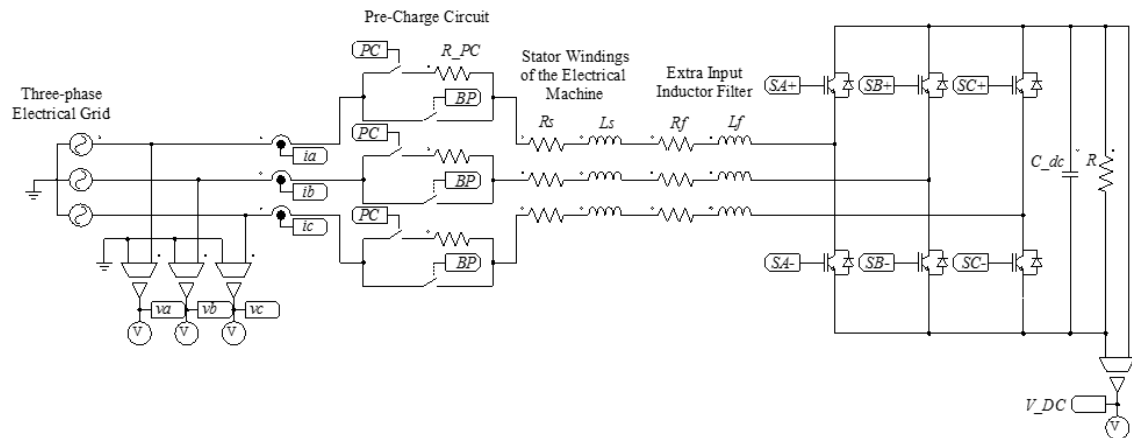 Pre-Charge Circuit
PC
R_PC
BP
Three-phase
Electrical Grid
Stator Windings
of the Electrical
Machine
Extra Input
Inductor Filter
Rs
Ls
Rf
Lf
SA+
SB+
SC+
ia
PC
BP
ib
PC
BP
ic
C_dc
R
SA-
SB-
SC-
va
vb
vc
V
V
V
V_DC
V